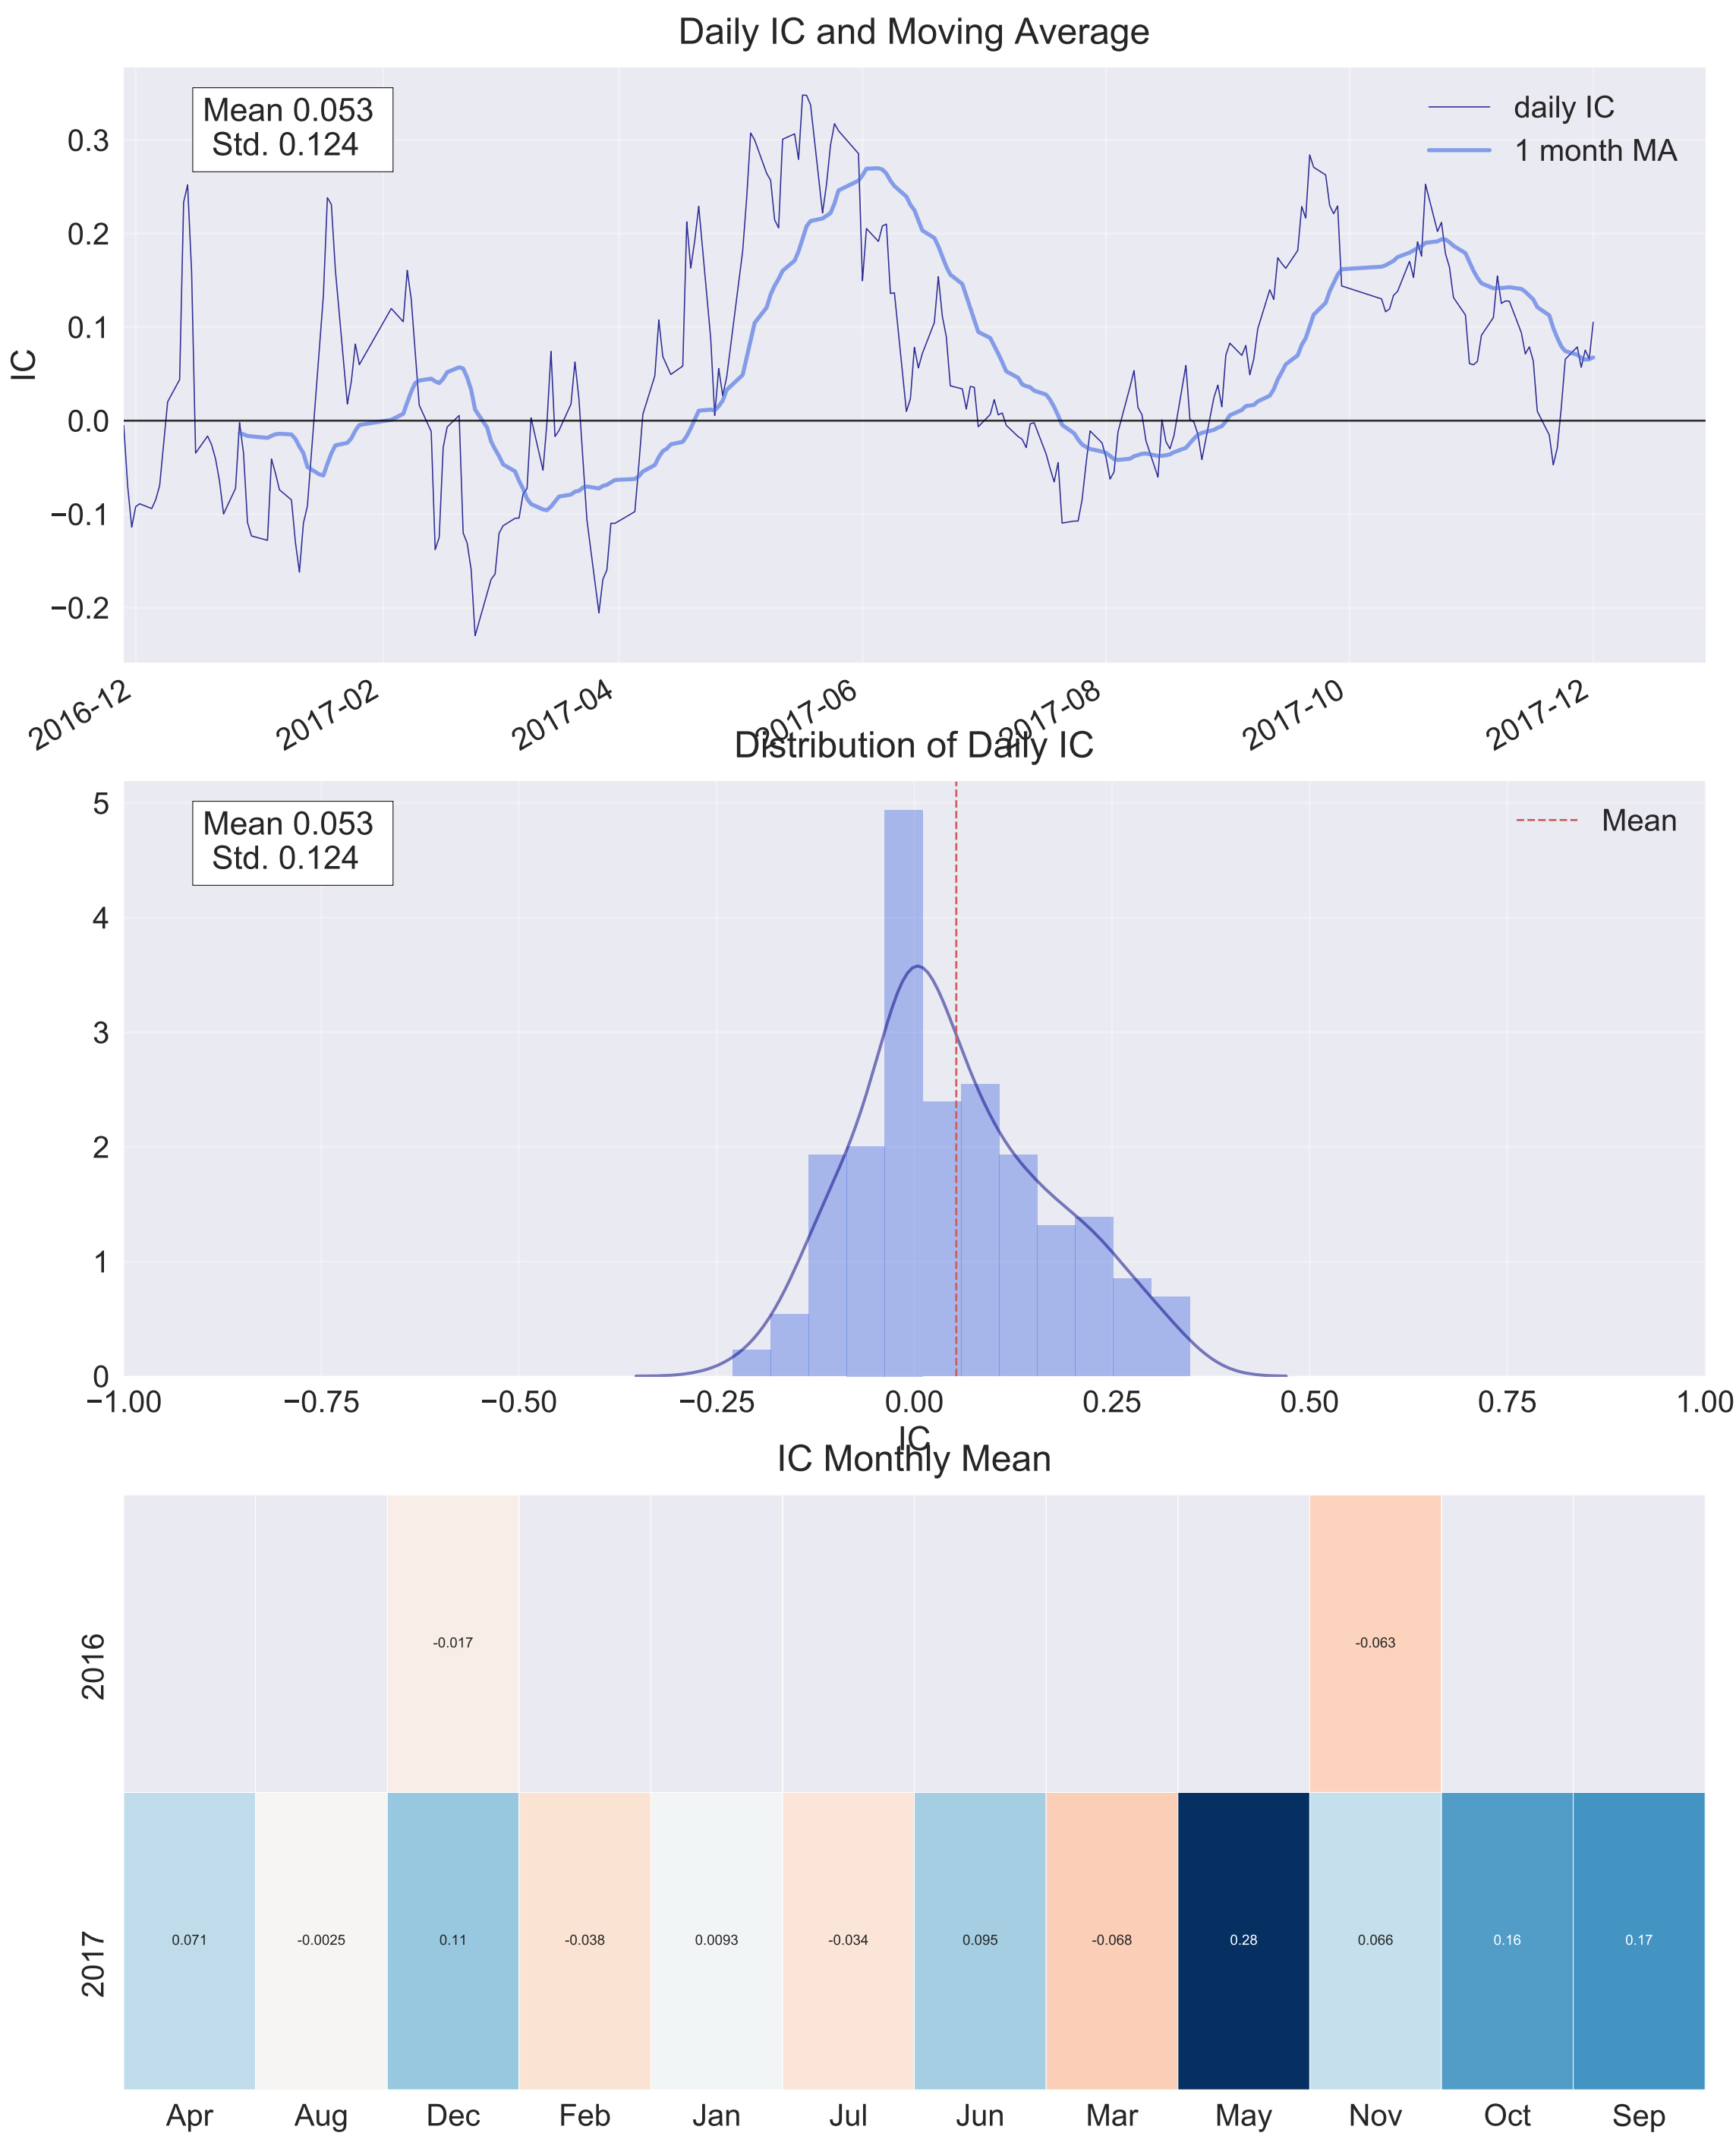 Daily IC and Moving Average
Mean 0.053
Std. 0.124
daily IC
1 month MA
IC
0.3
0.2
0.1
0.0
−0.1
−0.2
2016-12 2017-02 2017-04 2017-06 2017-08 2017-10 2017-12
Distribution of Daily IC
Mean 0.053
Std. 0.124
Mean
5
4
3
2
1
0
−1.00 −0.75 −0.50 −0.25 0.00 0.25 0.50 0.75 1.00
IC
IC Monthly Mean
2016
-0.017 -0.063
2017
0.071 -0.0025 0.11 -0.038 0.0093 -0.034 0.095 -0.068 0.28 0.066 0.16 0.17
Apr Aug Dec Feb Jan Jul Jun Mar May Nov Oct Sep